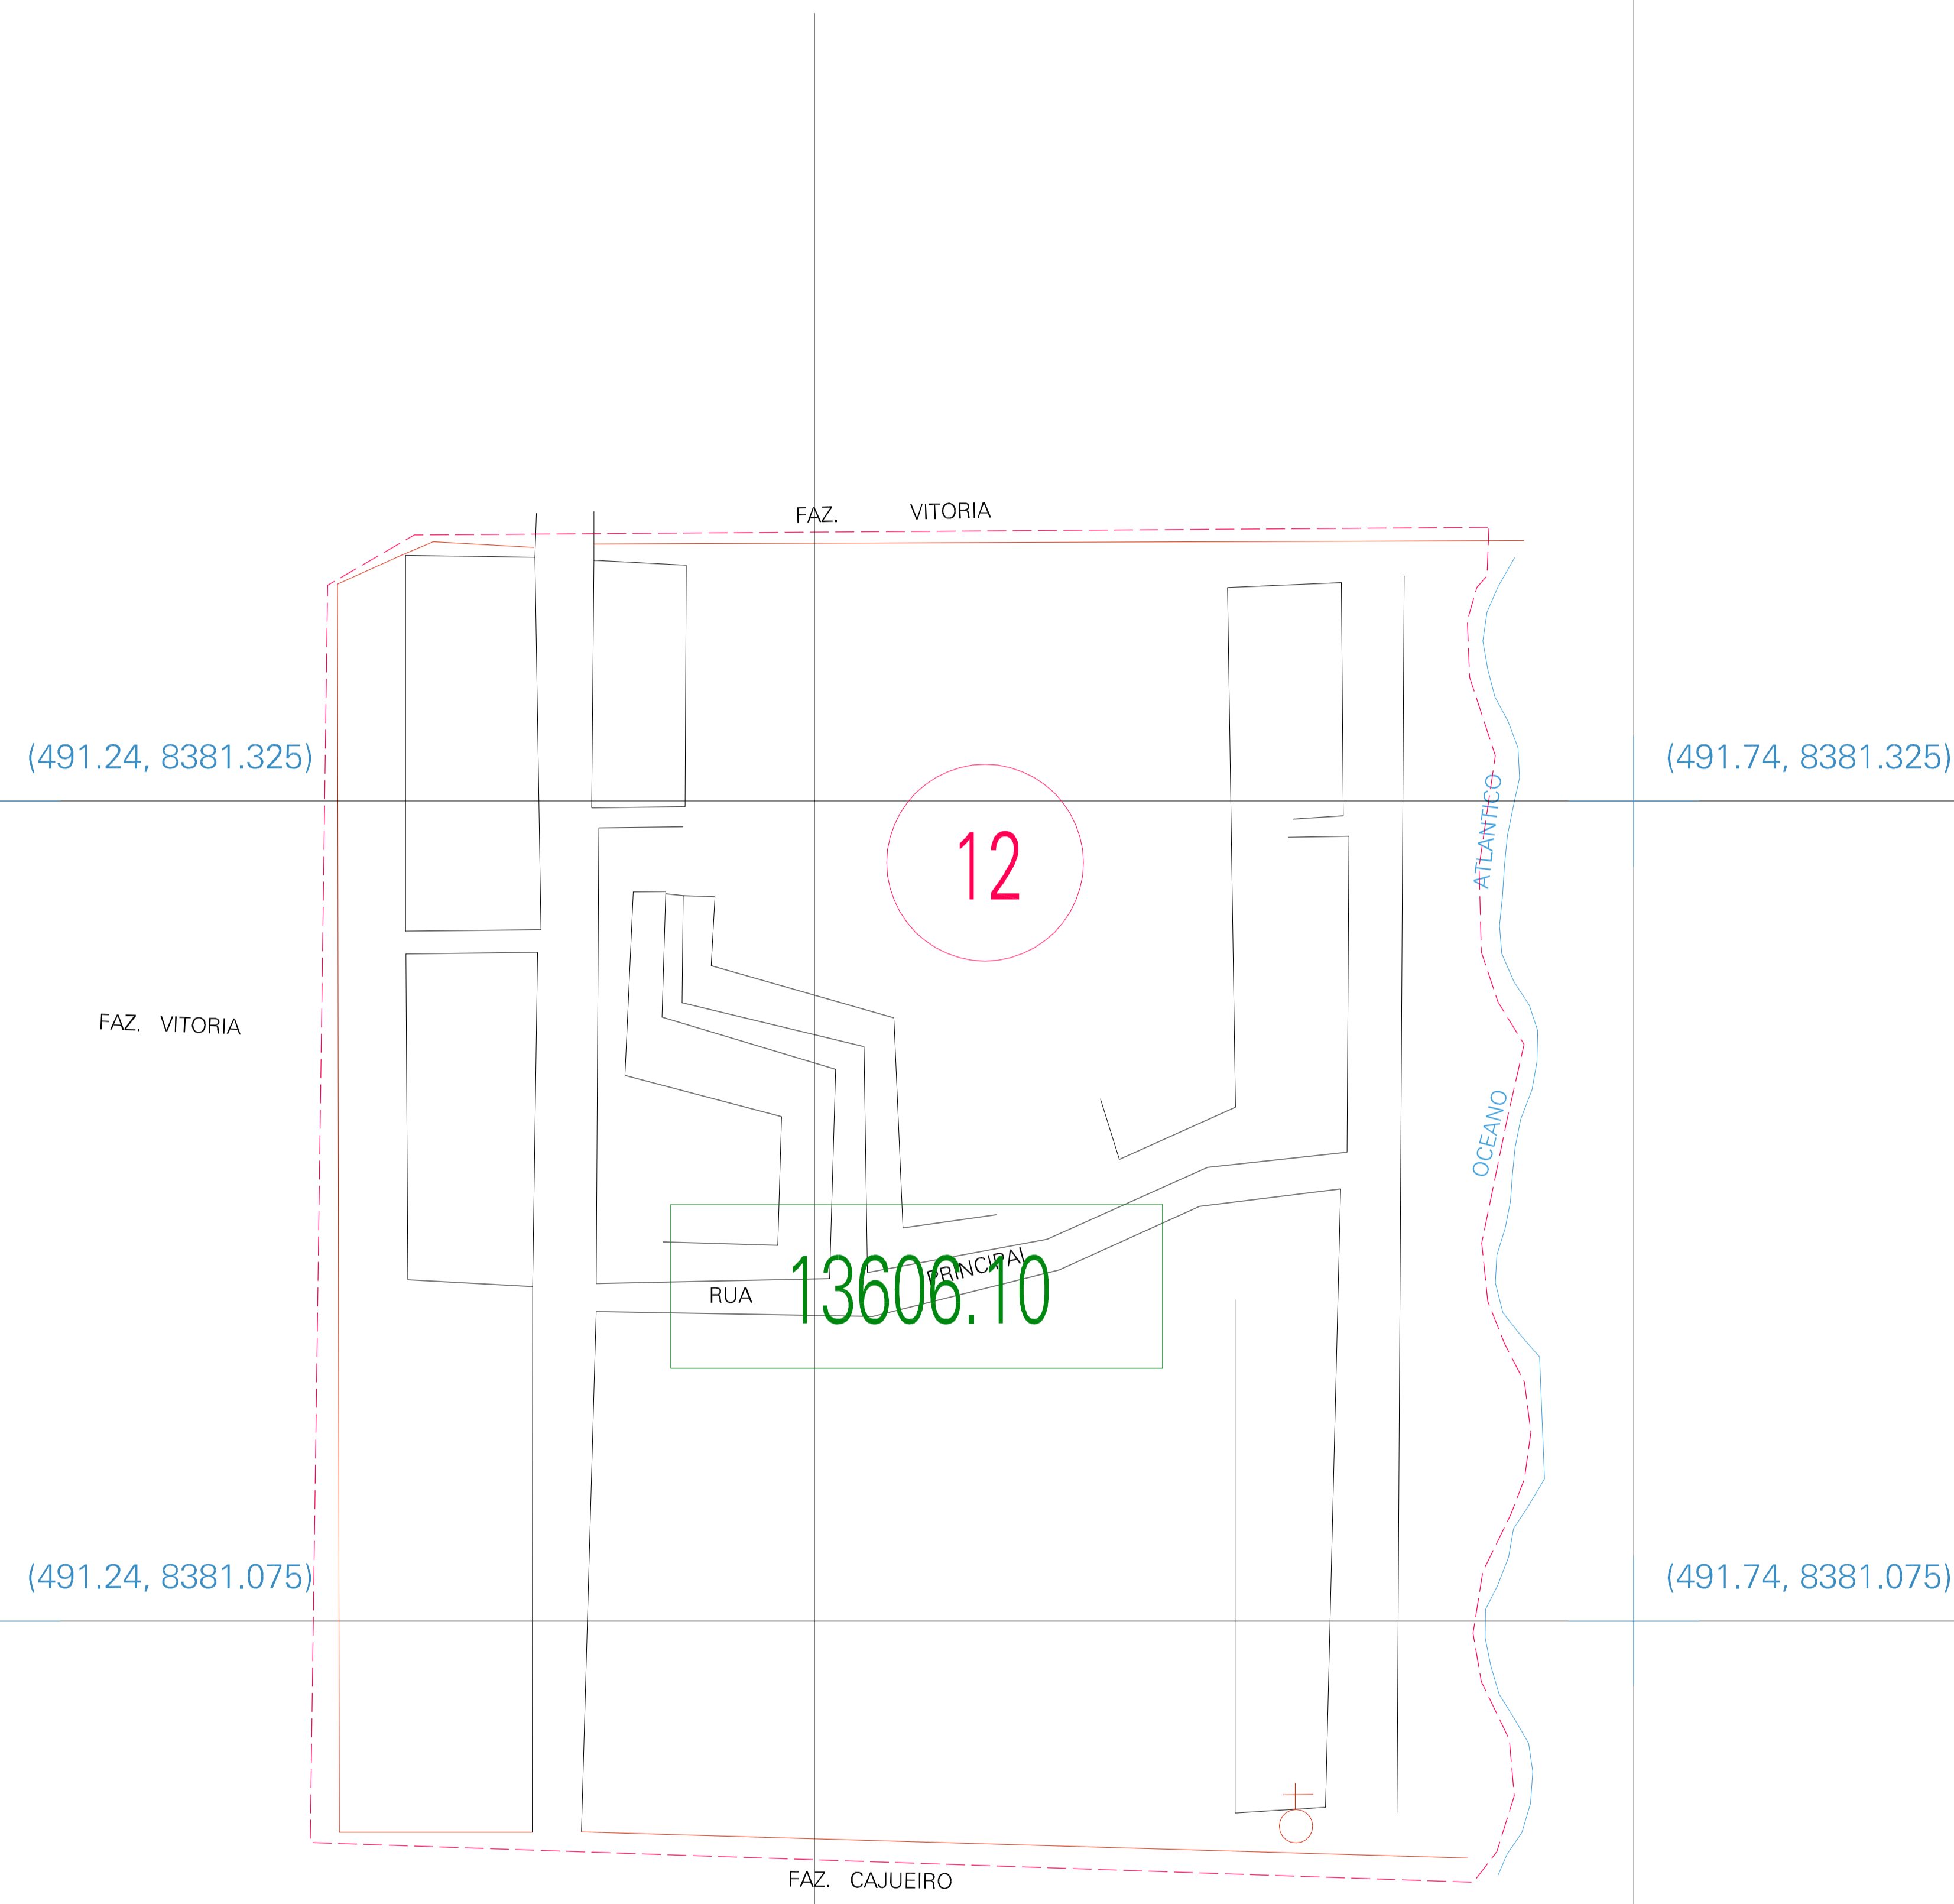 FAZ. VITORIA
(491.24, 8381.325)
(491.74, 8381.325)
ATLANTICO
12
FAZ. VITORIA
OCEANO
PRINCIPAL
RUA
13606.10
(491.24, 8381.075)
(491.74, 8381.075)
FAZ. CAJUEIRO